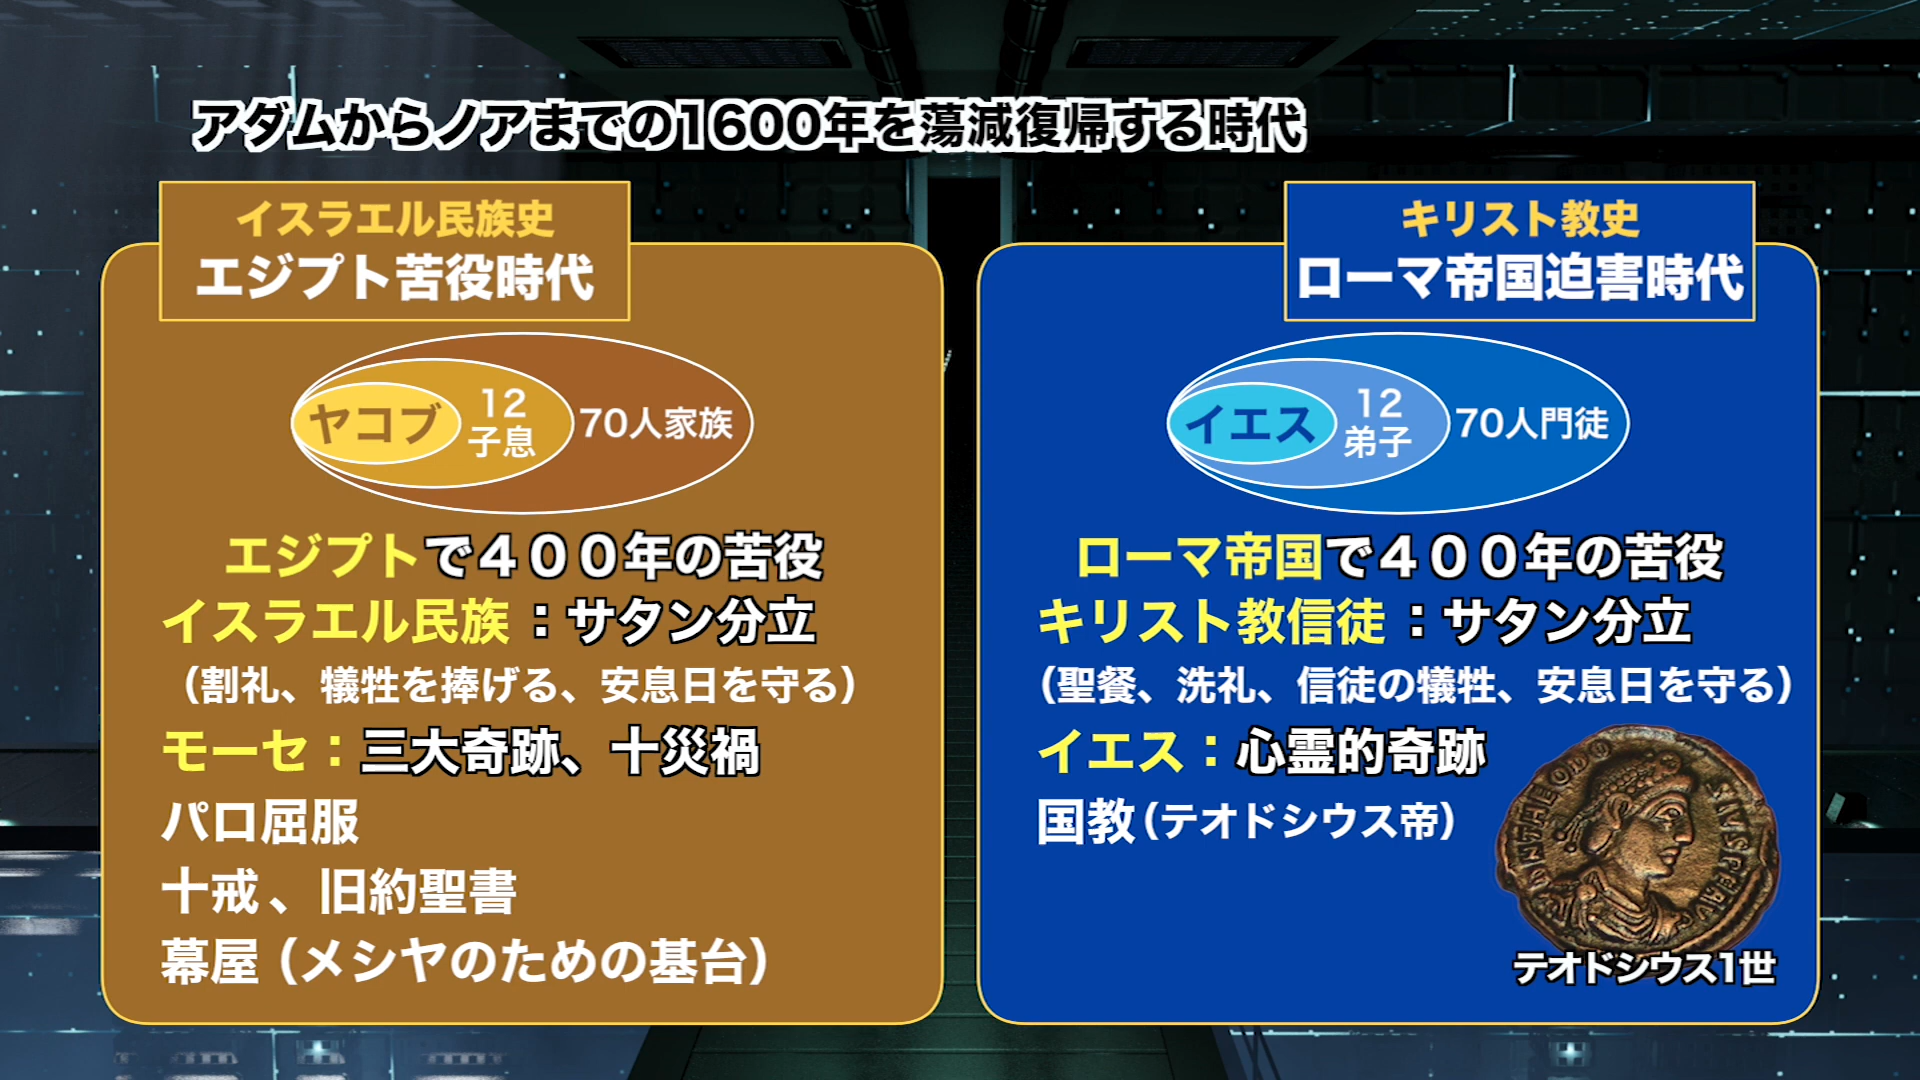 アダムからノアまでの1600年を蕩減復帰する時代
イスラエル民族史
エジプト苦役時代
ヤコブ
12
子息
70人家族
エジプトで４００年の苦役
イスラエル民族：サタン分立
（割礼、犠牲を捧げる、安息日を守る）
モーセ：三大奇跡、十災禍
パロ屈服
十戒、旧約聖書
幕屋（メシヤのための基台）
キリスト教史
ローマ帝国迫害時代
イエス
12
弟子
70人門徒
ローマ帝国で４００年の苦役
キリスト教信徒：サタン分立
（聖餐、洗礼、信徒の犠牲、安息日を守る）
イエス：心霊的奇跡
国教（テオドシウス帝）
テオドシウス1世